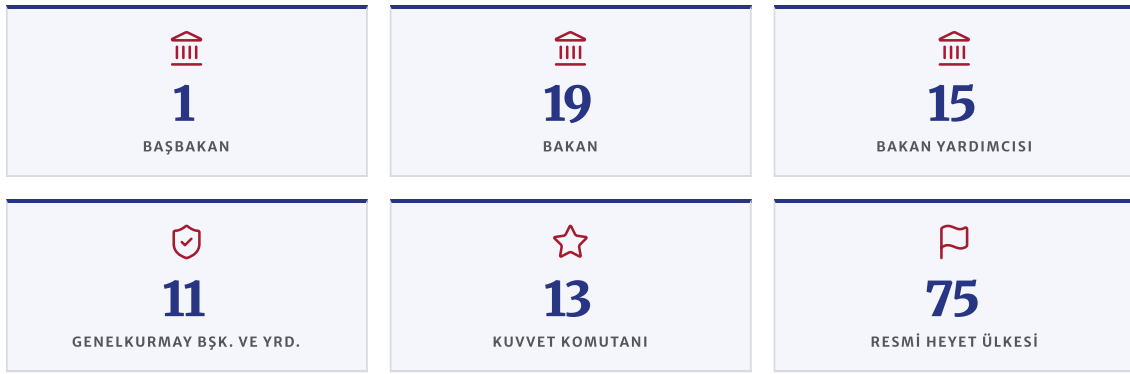 1
BAŞBAKAN
19
BAKAN
15
BAKAN YARDIMCISI
11
GENELKURMAY BŞK. VE YRD.
13
KUVVET KOMUTANI
75
RESMİ HEYET ÜLKESİ